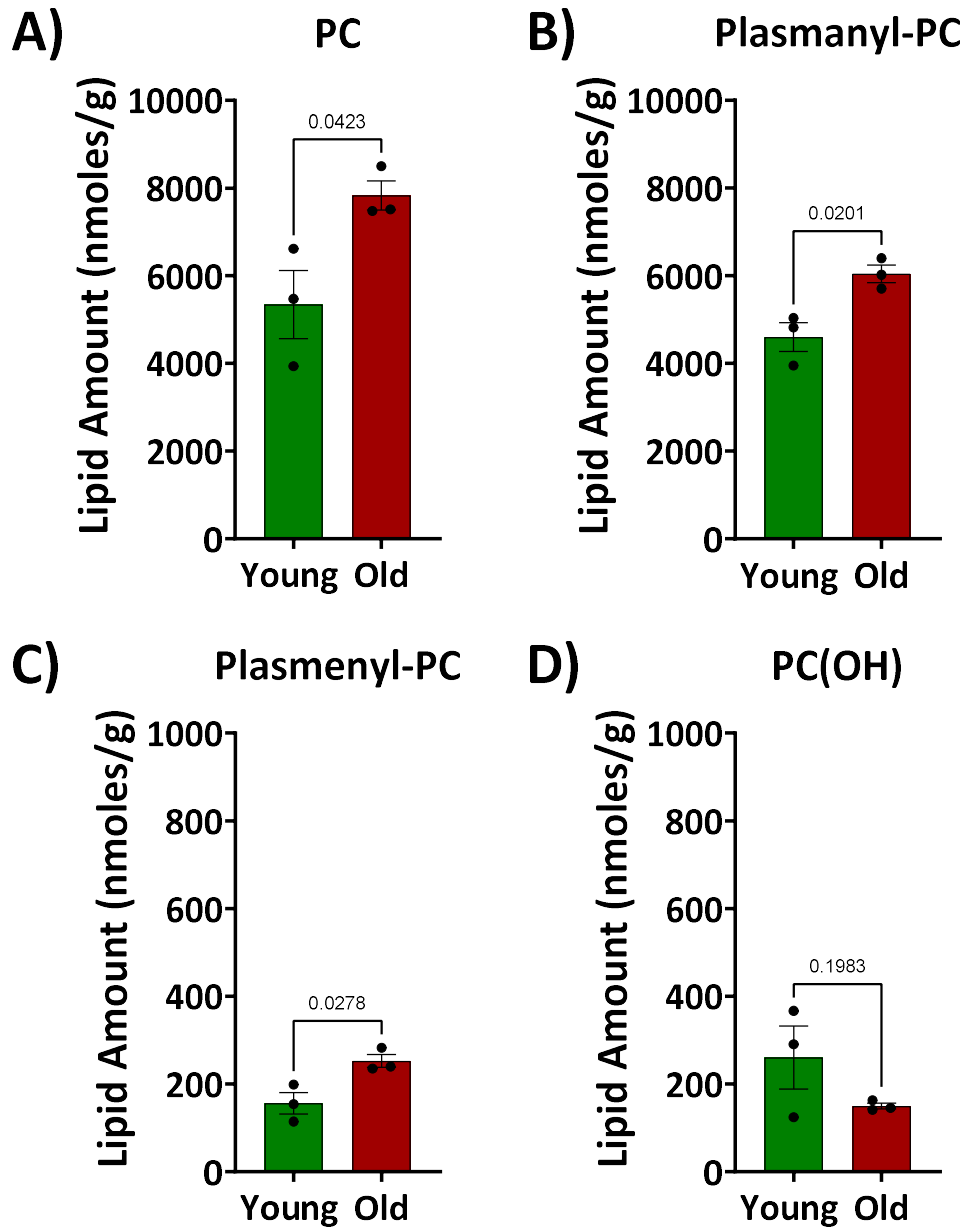 A)
PC
Lipid Amount (nmoles/g)
10000
8000
6000
4000
2000
0
0.0423
Young Old
B)
Plasmanyl-PC
Lipid Amount (nmoles/g)
10000
8000
6000
4000
2000
0
0.0201
Young Old
C)
Plasmenyl-PC
Lipid Amount (nmoles/g)
1000
800
600
400
200
0
0.0278
Young Old
D)
PC(OH)
Lipid Amount (nmoles/g)
1000
800
600
400
200
0
0.1983
Young Old